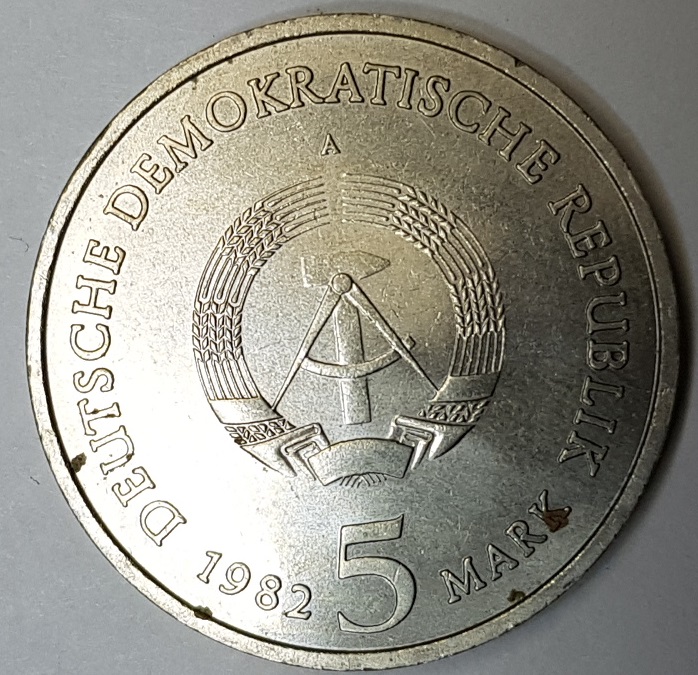 DEUTSCHE DEMOKRATISCHE REPUBLIK
A
1982 5 MARK